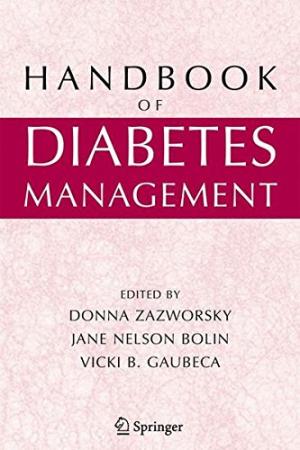 HANDBOOK
OF
DIABETES
MANAGEMENT
EDITED BY
DONNA ZAZWORSKY
JANE NELSON BOLIN
VICKI B. GAUBECA
Springer